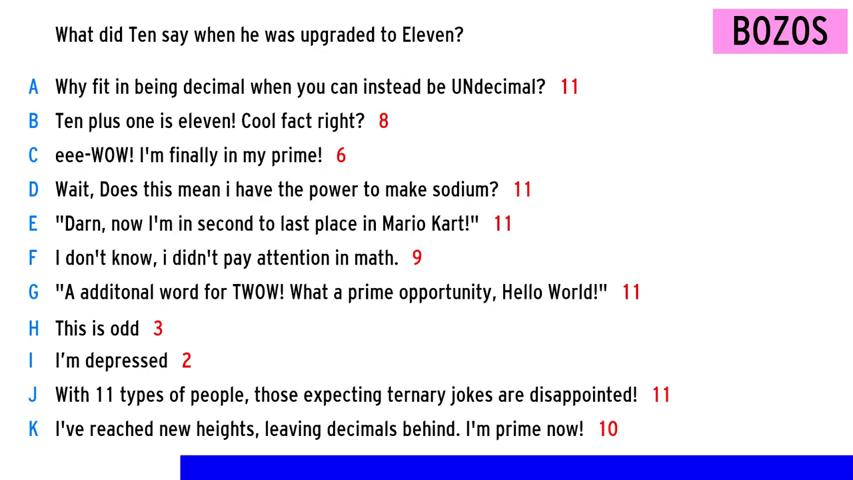 What did Ten say when he was upgraded to Eleven?
BOZOS
A Why fit in being decimal when you can instead be UNdecimal? 11
B Ten plus one is eleven! Cool fact right? 8
C eee-WOW! I'm finally in my prime! 6
D Wait, Does this mean i have the power to make sodium? 11
E "Darn, now I'm in second to last place in Mario Kart!" 11
F I don't know, i didn't pay attention in math. 9
G "A additonal word for TWOW! What a prime opportunity, Hello World!" 11
H This is odd 3
I I’m depressed 2
J With 11 types of people, those expecting ternary jokes are disappointed! 11
K I've reached new heights, leaving decimals behind. I'm prime now! 10